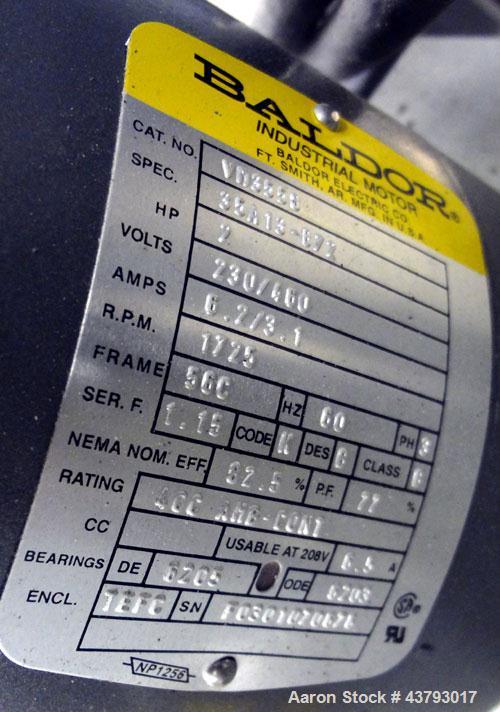 BALDOR®
INDUSTRIAL MOTOR
BALDOR ELECTRIC CO.
FT. SMITH, AR. MFG. IN U.S.A.
CAT. NO. VM3558
SPEC. 35A13-872
HP 2
VOLTS 230/460
AMPS 6.2/3.1
R.P.M. 1725
FRAME 56C HZ 60 PH 3
SER. F. 1.15 CODE K DES CLASS
NEMA NOM. EFF. 82.5 % P.F. 77 %
RATING 40C AMB-CONT
CC USABLE AT 208V 6.5 A
BEARINGS DE 6205 ODE 6203
ENCL. TEFC SN
NP1256
Aaron Stock # 43793017